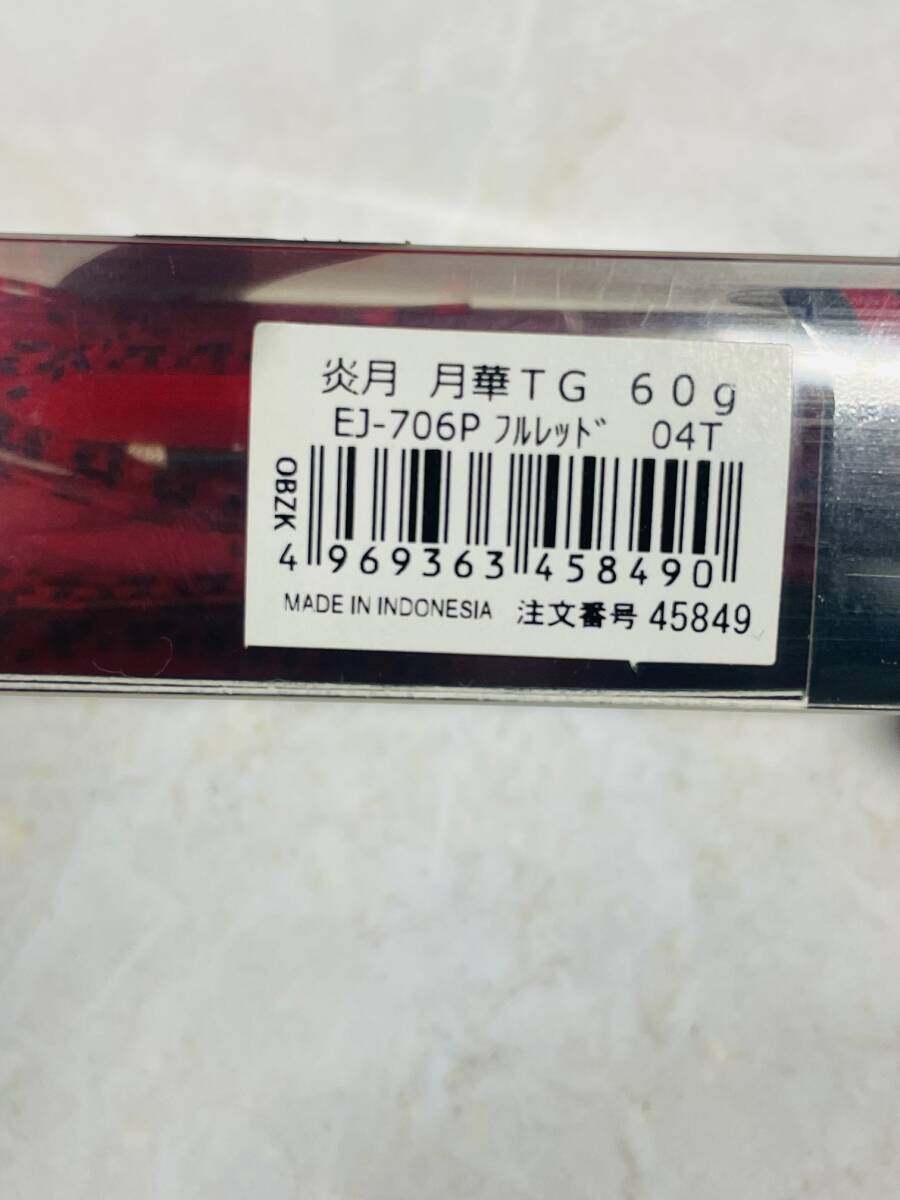 炎月 月華TG 60g
EJ-706P ﾌﾙﾚｯﾄﾞ 04T
OBZK
4 969363 458490
MADE IN INDONESIA 注文番号 45849